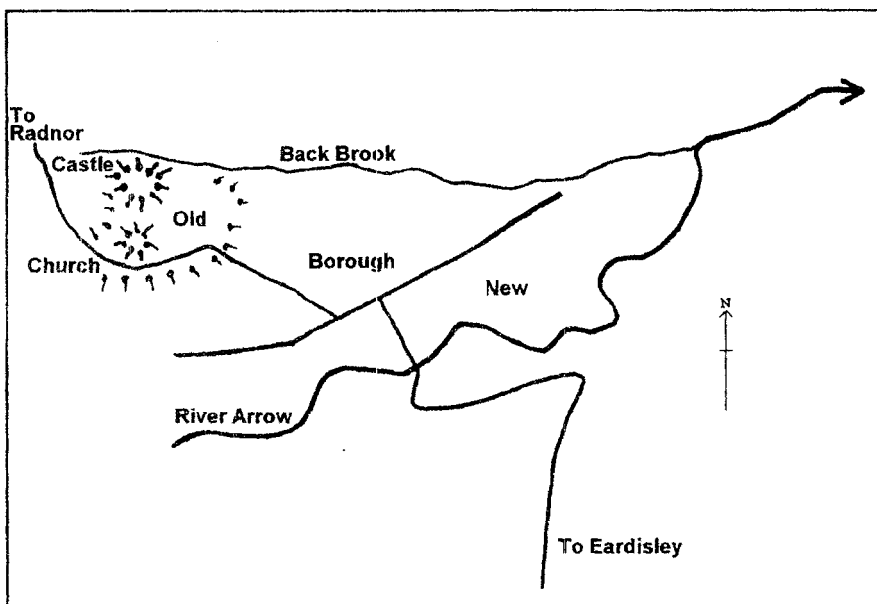 To
Radnor
Castle
Back Brook
Old
Church
Borough
New
N
River Arrow
To Eardisley